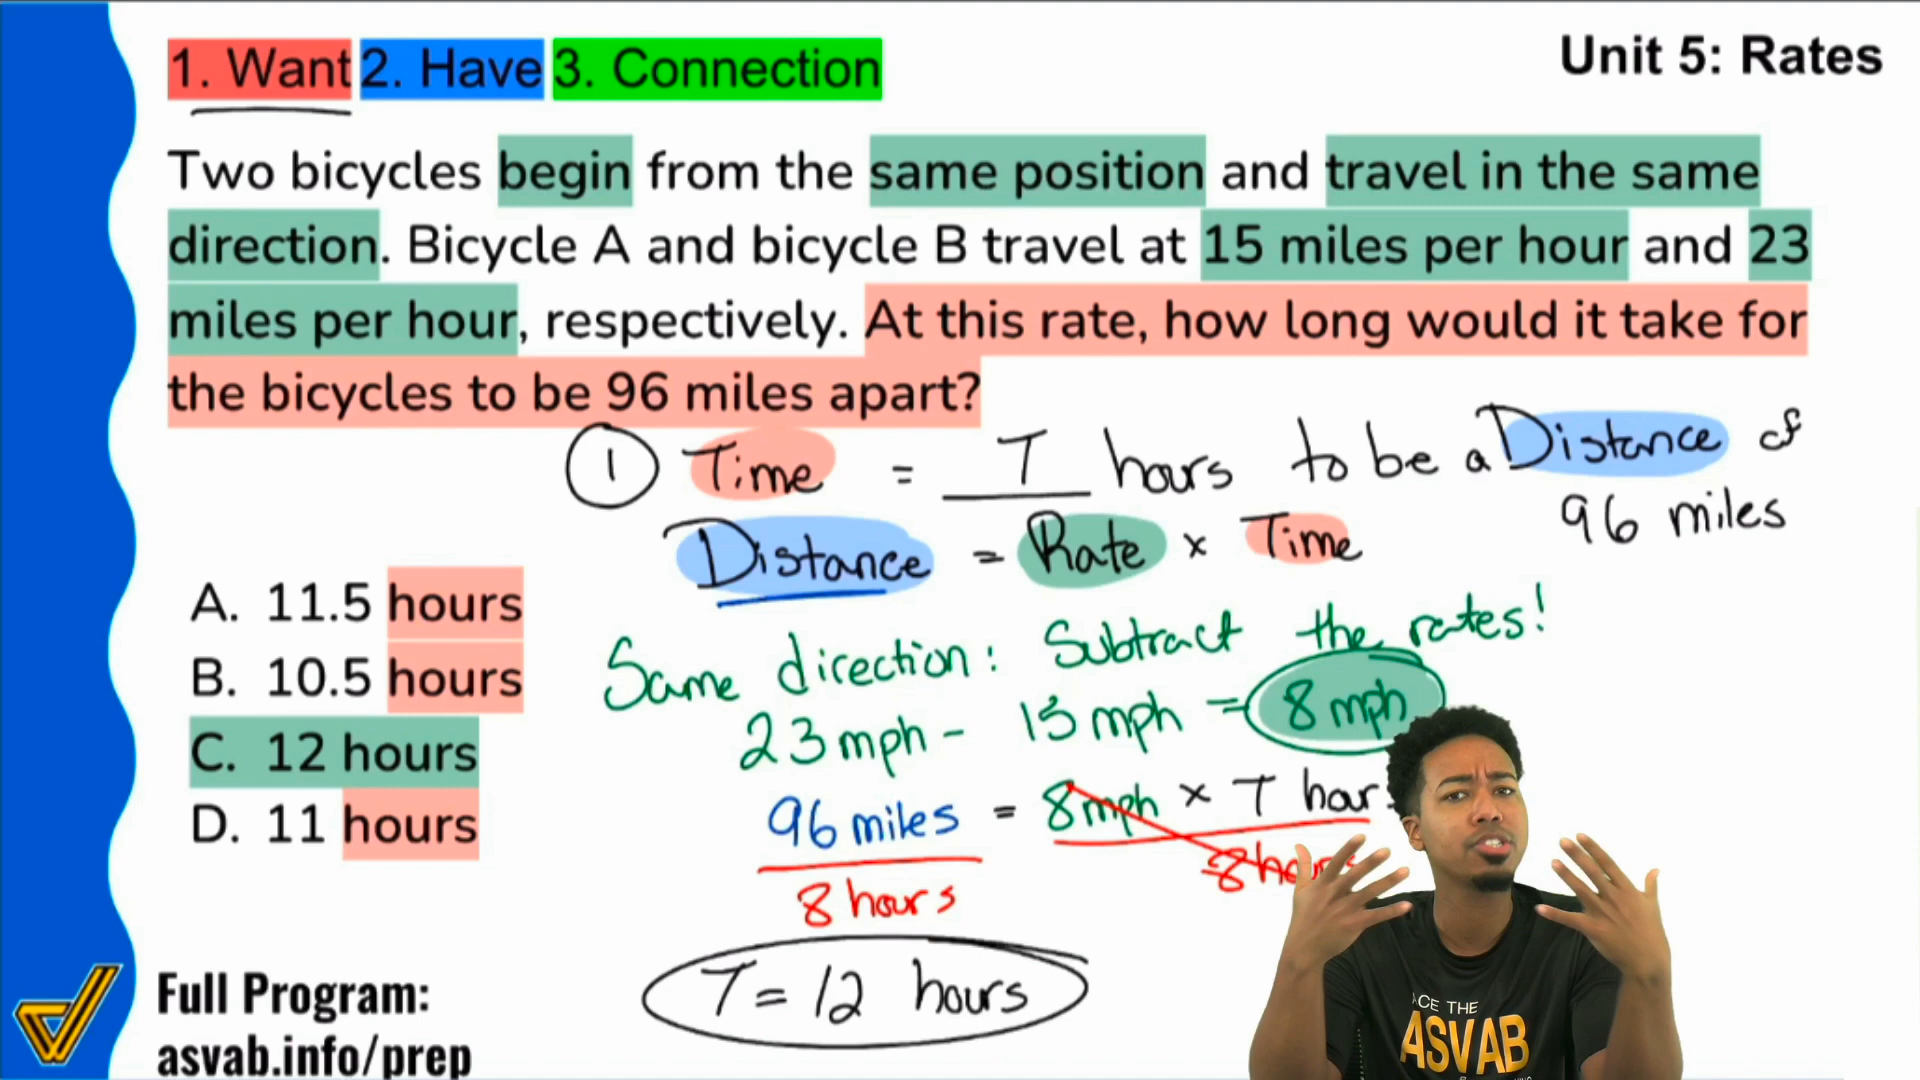 1. Want 2. Have 3. Connection
Unit 5: Rates
Two bicycles begin from the same position and travel in the same
direction. Bicycle A and bicycle B travel at 15 miles per hour and 23
miles per hour, respectively. At this rate, how long would it take for
the bicycles to be 96 miles apart?
1 Time = T hours to be a Distance of
96 miles
Distance = Rate x Time
A. 11.5 hours
B. 10.5 hours
C. 12 hours
D. 11 hours
Same direction: Subtract the rates!
23 mph - 15 mph = 8 mph
96 miles = 8 mph x T hour
8 hours
T = 12 hours
Full Program:
asvab.info/prep
ACE THE
ASVAB